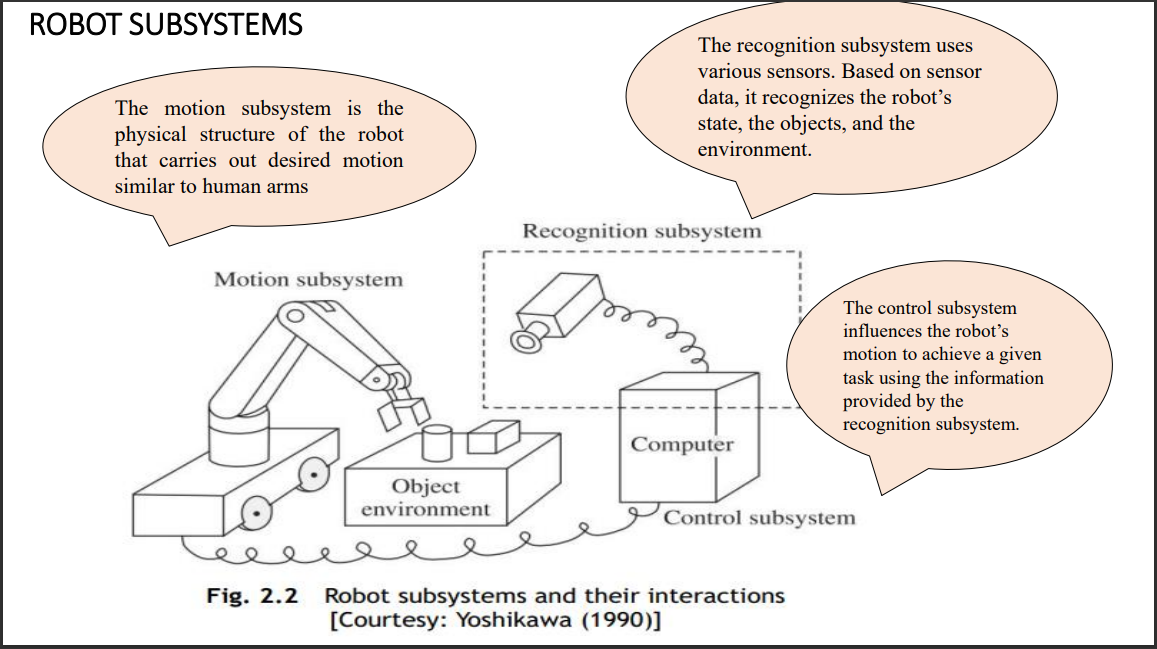 ROBOT SUBSYSTEMS
The motion subsystem is the
physical structure of the robot
that carries out desired motion
similar to human arms
The recognition subsystem uses
various sensors. Based on sensor
data, it recognizes the robot’s
state, the objects, and the
environment.
Recognition subsystem
Motion subsystem
The control subsystem
influences the robot’s
motion to achieve a given
task using the information
provided by the
recognition subsystem.
Computer
Object
environment
Control subsystem
Fig. 2.2 Robot subsystems and their interactions
[Courtesy: Yoshikawa (1990)]